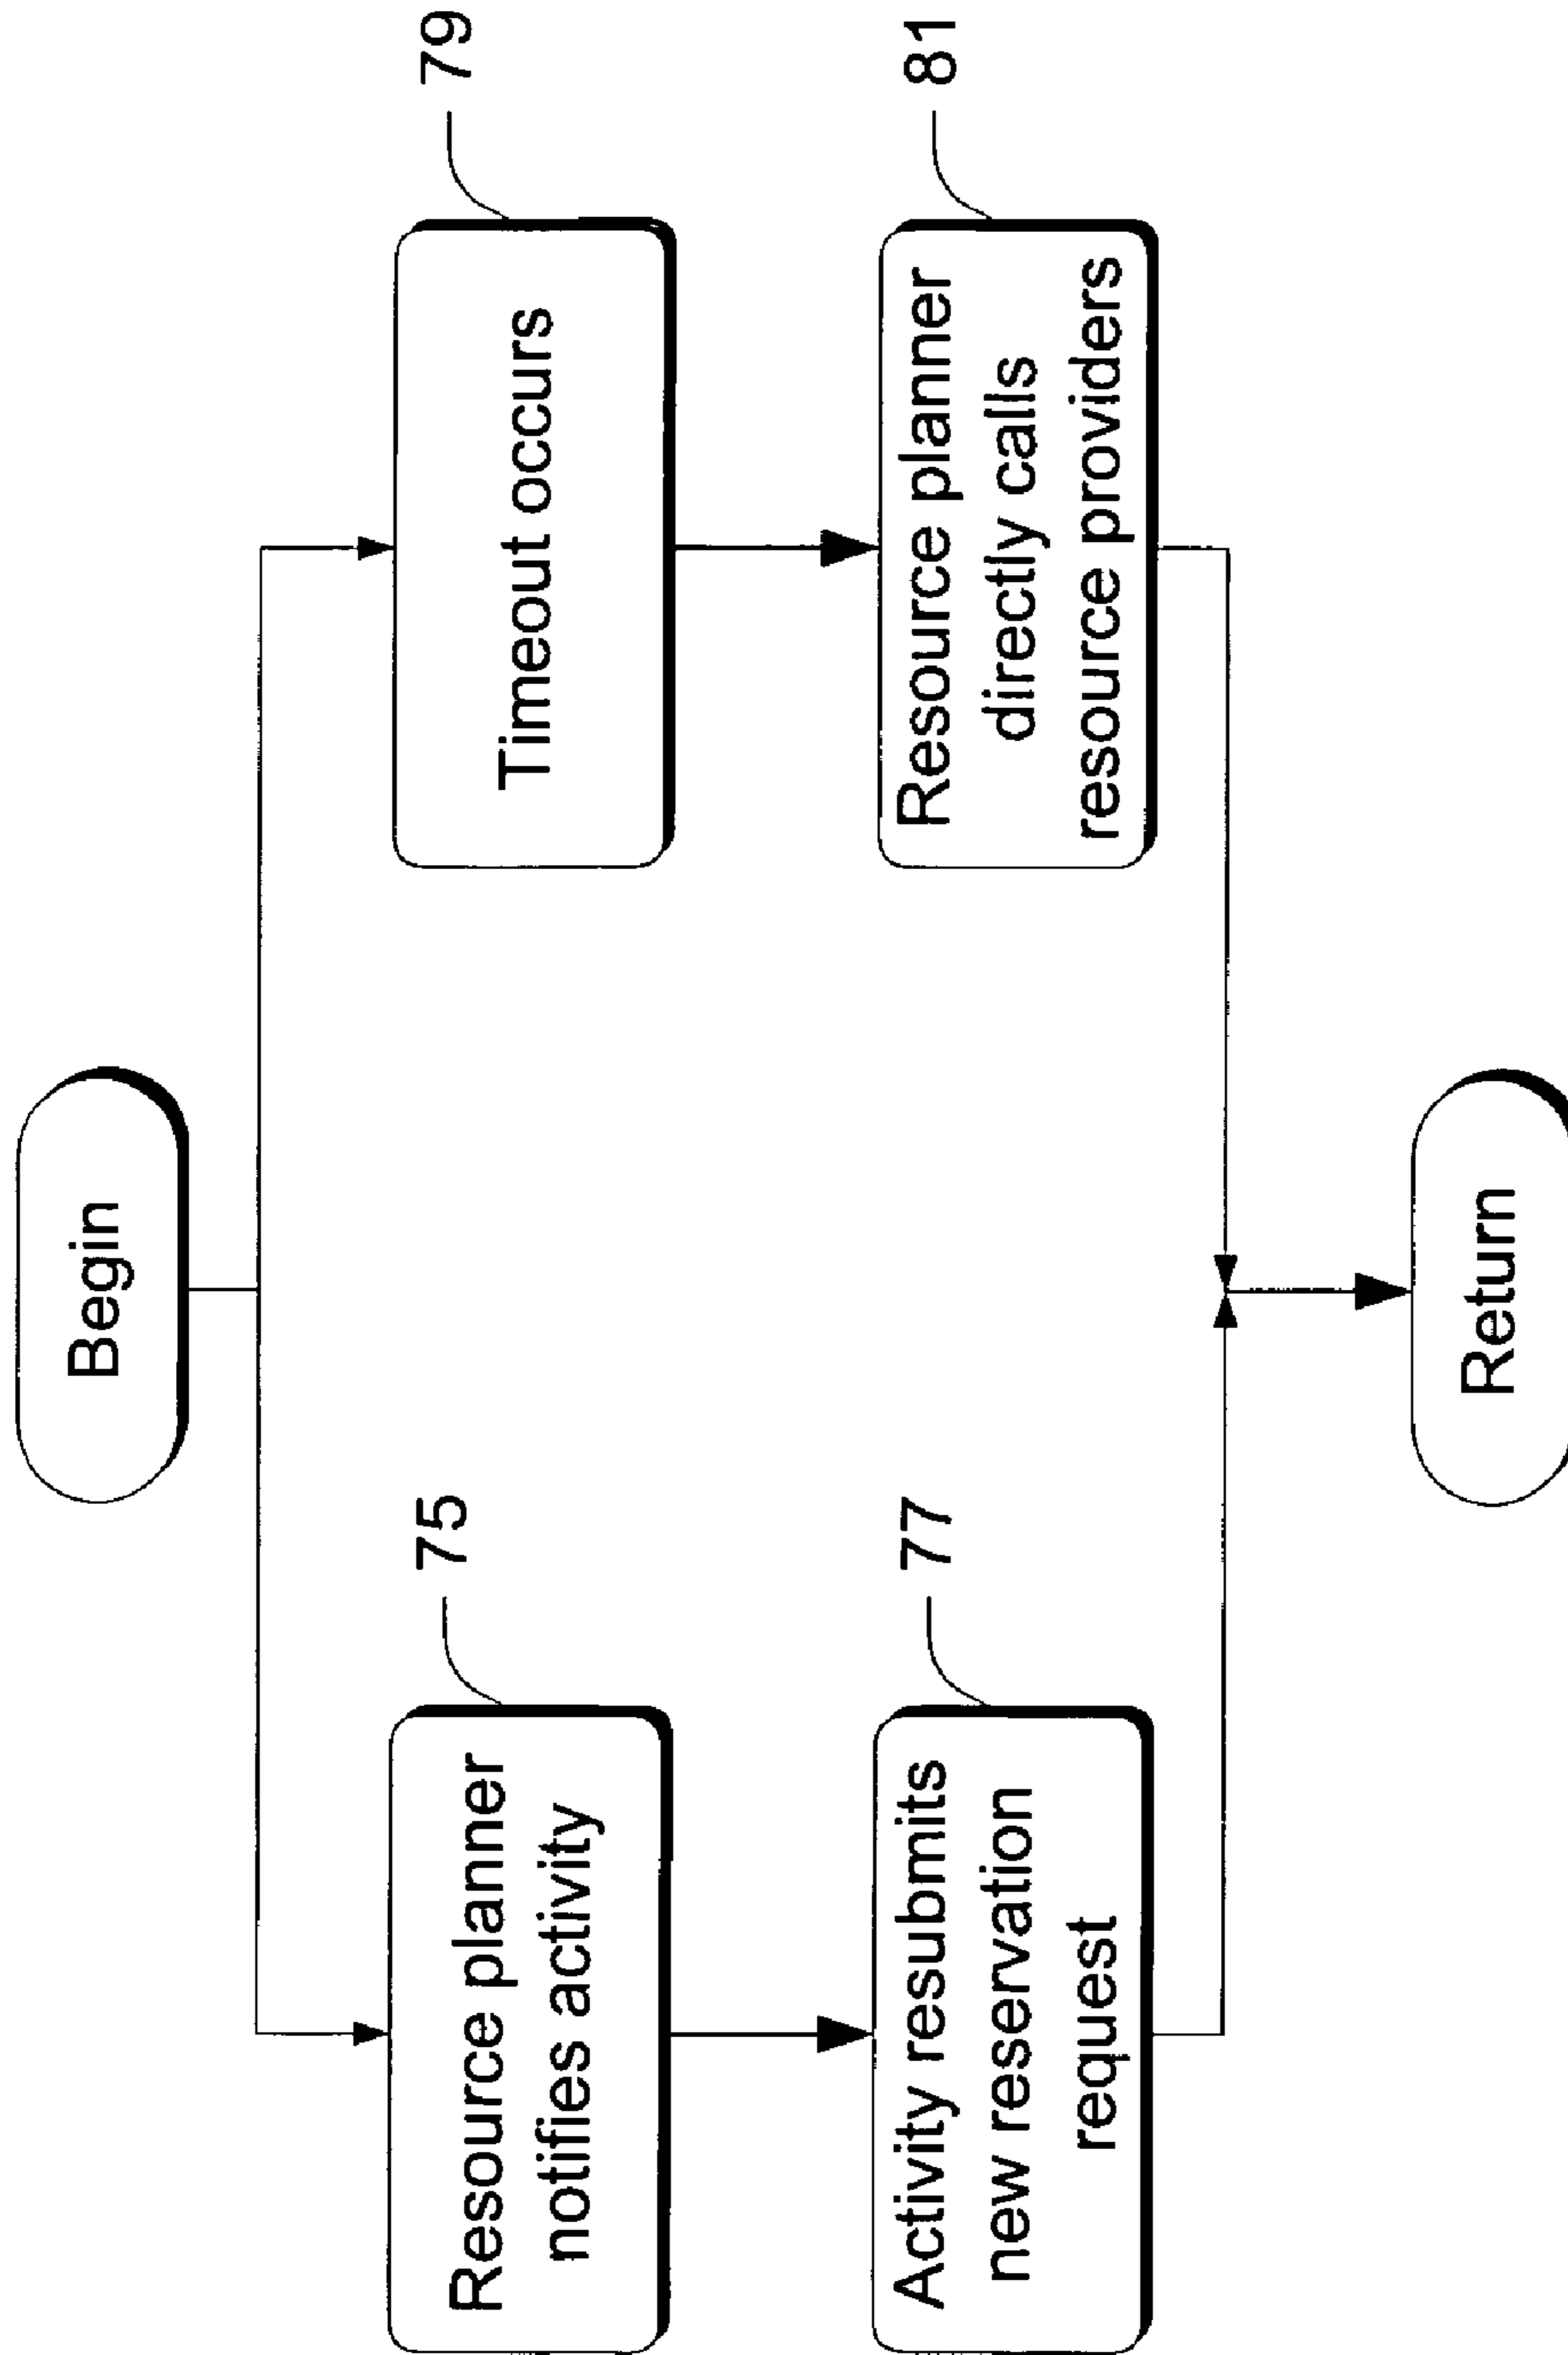 Begin
75
Resource planner
notifies activity
79
Timeout occurs
77
Activity resubmits
new reservation
request
81
Resource planner
directly calls
resource providers
Return